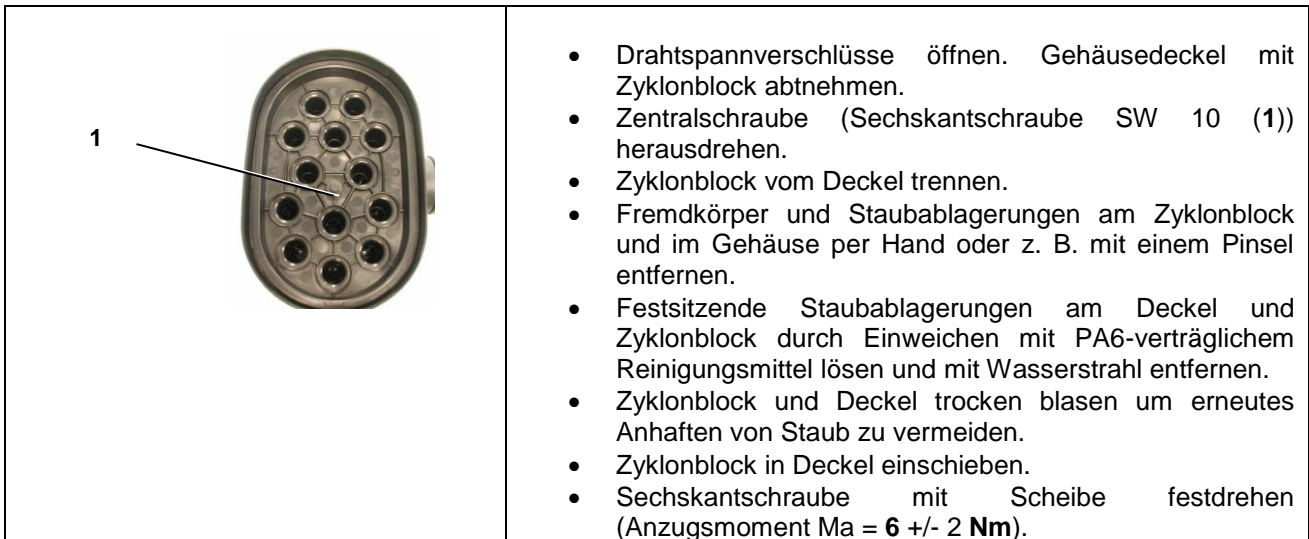 1
• Drahtspannverschlüsse öffnen. Gehäusedeckel mit
Zyklonblock abtnehmen.
• Zentralschraube (Sechskantschraube SW 10 (1))
herausdrehen.
• Zyklonblock vom Deckel trennen.
• Fremdkörper und Staubablagerungen am Zyklonblock
und im Gehäuse per Hand oder z. B. mit einem Pinsel
entfernen.
• Festsitzende Staubablagerungen am Deckel und
Zyklonblock durch Einweichen mit PA6-verträglichem
Reinigungsmittel lösen und mit Wasserstrahl entfernen.
• Zyklonblock und Deckel trocken blasen um erneutes
Anhaften von Staub zu vermeiden.
• Zyklonblock in Deckel einschieben.
• Sechskantschraube mit Scheibe festdrehen
(Anzugsmoment Ma = 6 +/- 2 Nm).